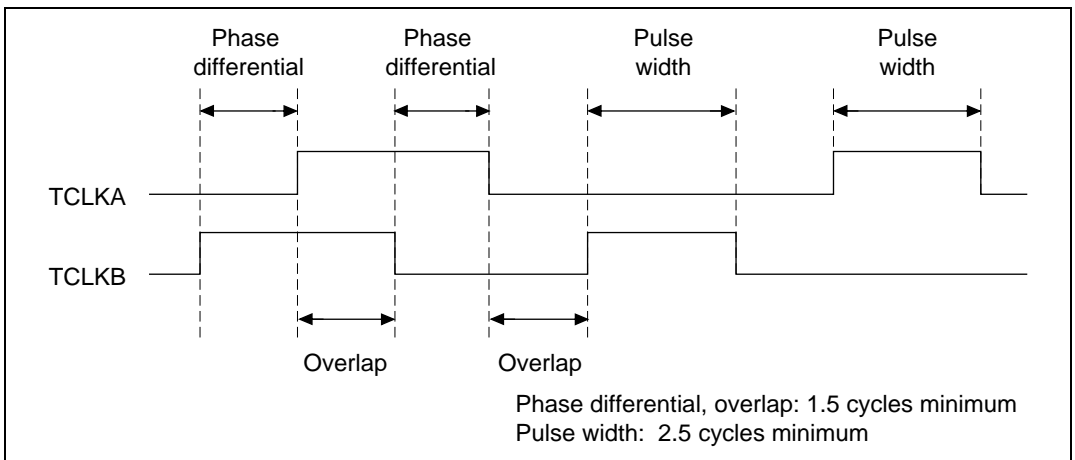 Phase differential
Phase differential
Pulse width
Pulse width
TCLKA
TCLKB
Overlap
Overlap
Phase differential, overlap: 1.5 cycles minimum
Pulse width: 2.5 cycles minimum